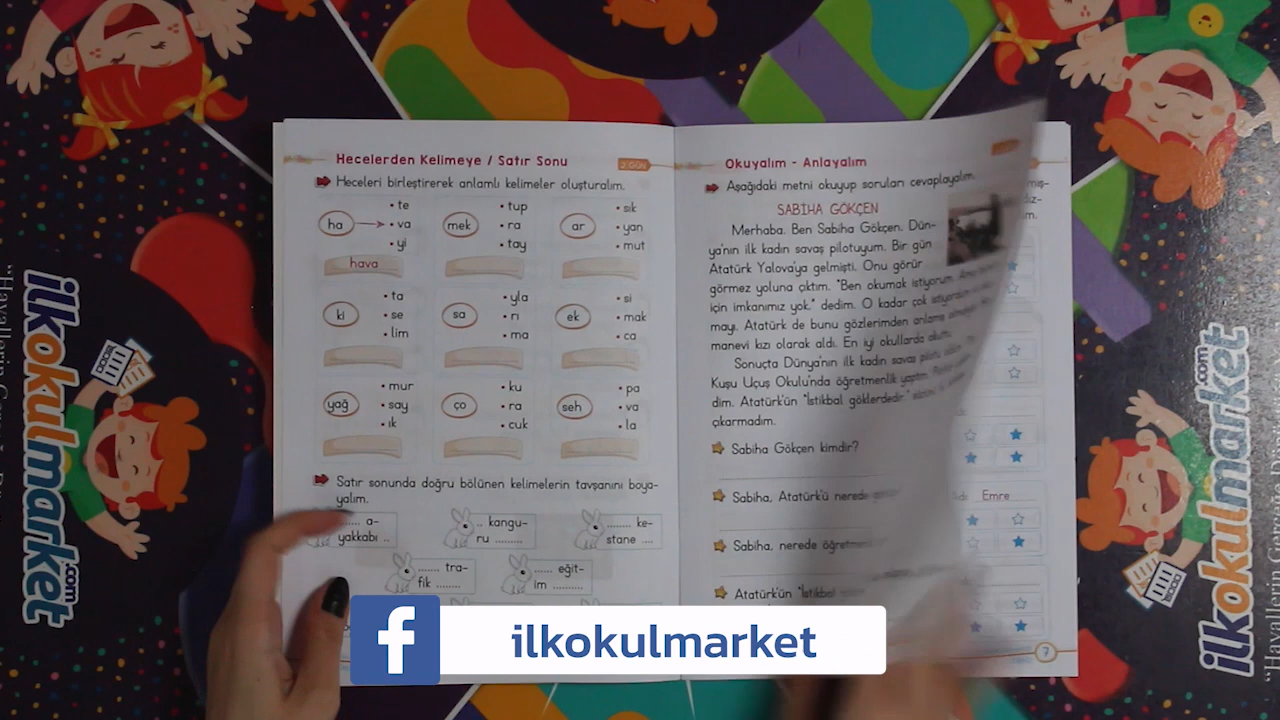 Hecelerden Kelimeye / Satır Sonu
2. GÜN
Heceleri birleştirerek anlamlı kelimeler oluşturalım.
ha
• te
• va
• yi
hava
mek
• tup
• ra
• tay
ar
• sık
• yan
• mut
ki
• ta
• se
• lim
sa
• yla
• rı
• ma
ek
• si
• mak
• ca
yağ
• mur
• say
• ık
ço
• ku
• ra
• cuk
seh
• pa
• va
• la
Satır sonunda doğru bölünen kelimelerin tavşanını boya-
yalım.
...... a-
yakkabı ..
.. kangu-
ru .........
........ ke-
stane ....
....... tra-
fik ........
...... eğit-
im ..........
Okuyalım - Anlayalım
Aşağıdaki metni okuyup soruları cevaplayalım.
SABİHA GÖKÇEN
Merhaba. Ben Sabiha Gökçen. Dün-
ya'nın ilk kadın savaş pilotuyum. Bir gün
Atatürk Yalova'ya gelmişti. Onu görür
görmez yoluna çıktım. "Ben okumak istiyorum.
için imkanımız yok." dedim. O kadar çok
mayı. Atatürk de bunu gözlerimden
manevi kızı olarak aldı. En iyi okullarda okuttu.
Sonuçta Dünya'nın ilk kadın savaş pilotu
Kuşu Uçuş Okulu'nda öğretmenlik yaptım.
dim. Atatürk'ün "İstikbal göklerdedir."
çıkarmadım.
Sabiha Gökçen kimdir?
Sabiha, Atatürk'ü nerede
Sabiha, nerede
Atatürk'ün "İstikbal
Emre
7
f
ilkokulmarket
ilkokulmarket
.com
ilkokulmarket
.com